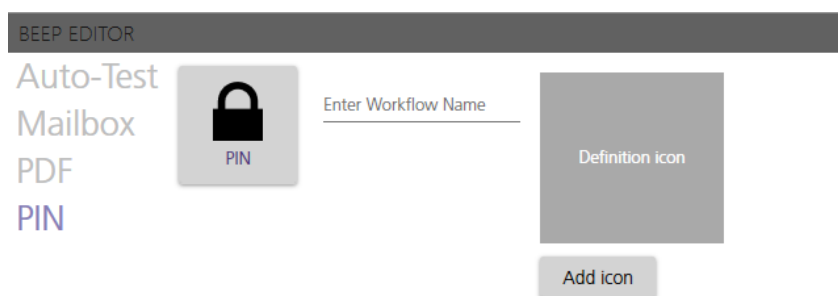 BEEP EDITOR
Auto-Test
Mailbox
PDF
PIN
PIN
Enter Workflow Name
Definition icon
Add icon